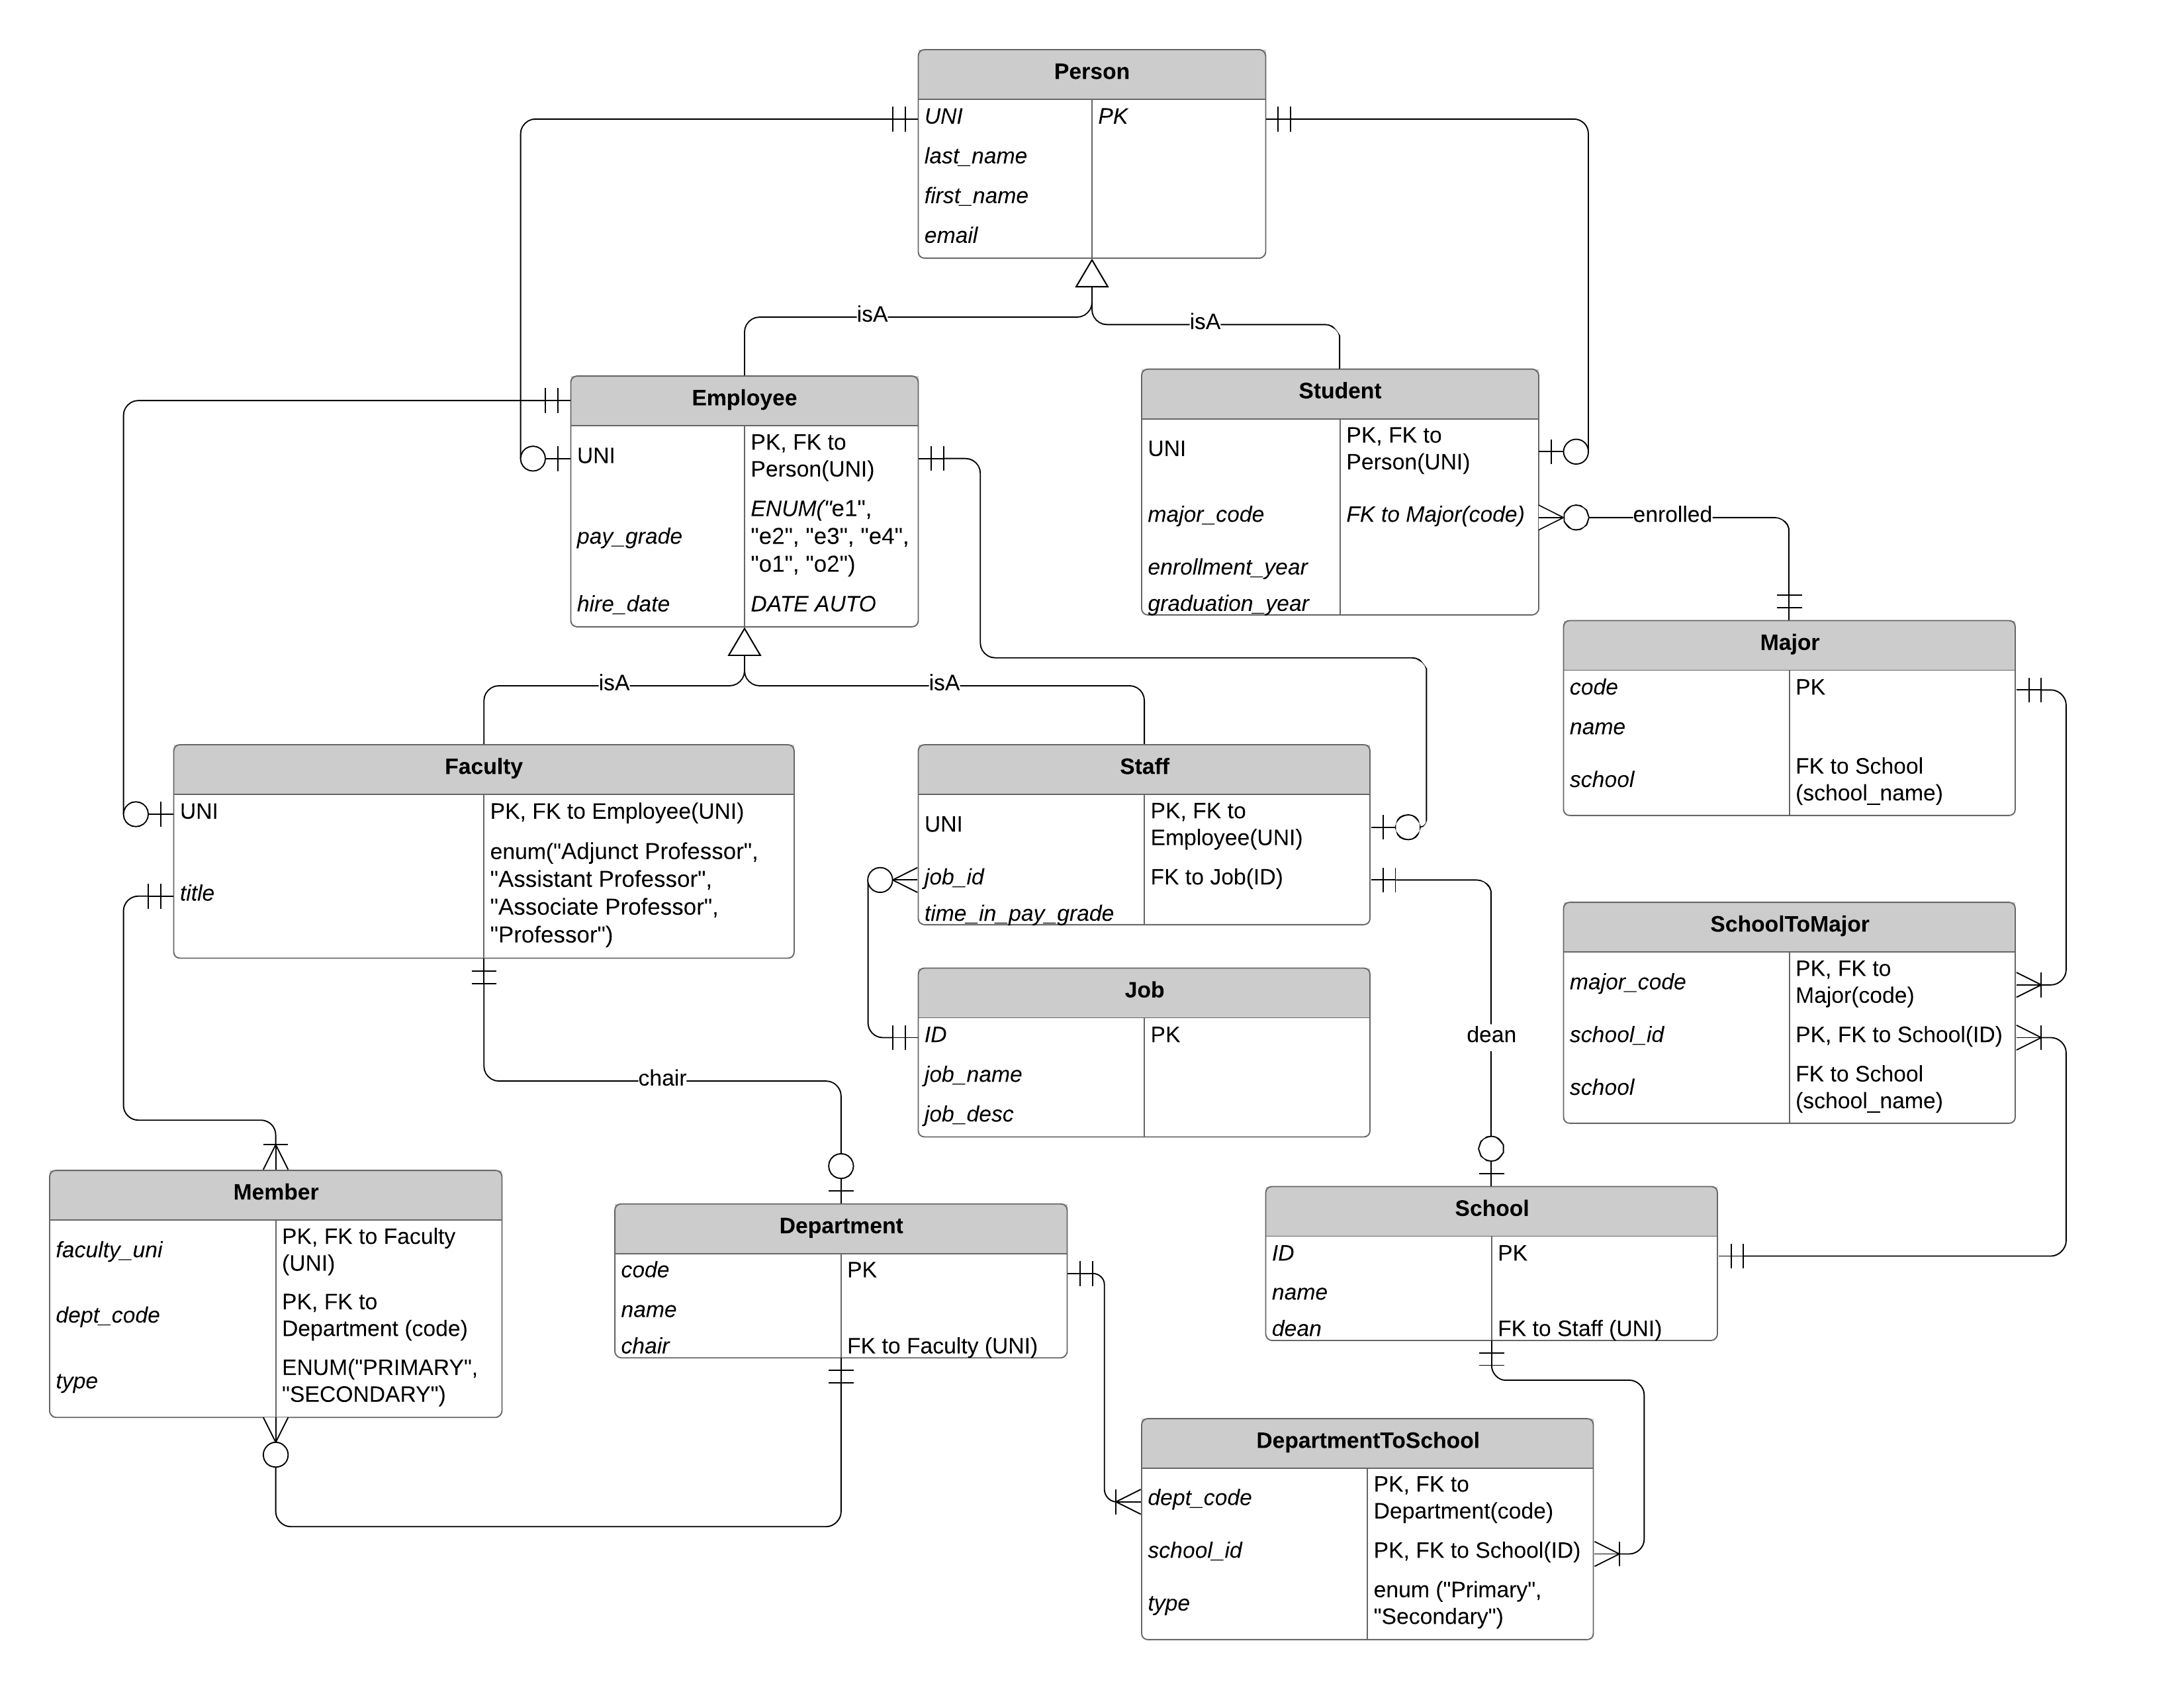 Person
UNI PK
last_name
first_name
email
isA
isA
Employee
UNI
PK, FK to
Person(UNI)
pay_grade
ENUM("e1",
"e2", "e3", "e4",
"o1", "o2")
hire_date DATE AUTO
Student
UNI
PK, FK to
Person(UNI)
major_code FK to Major(code)
enrollment_year
graduation_year
enrolled
Major
code PK
name
school
FK to School
(school_name)
isA
isA
Faculty
UNI PK, FK to Employee(UNI)
title
enum("Adjunct Professor",
"Assistant Professor",
"Associate Professor",
"Professor")
Staff
UNI
PK, FK to
Employee(UNI)
job_id FK to Job(ID)
time_in_pay_grade
SchoolToMajor
major_code
PK, FK to
Major(code)
school_id PK, FK to School(ID)
school
FK to School
(school_name)
Job
ID PK
job_name
job_desc
dean
chair
Member
faculty_uni
PK, FK to Faculty
(UNI)
dept_code
PK, FK to
Department (code)
type
ENUM("PRIMARY",
"SECONDARY")
Department
code PK
name
chair FK to Faculty (UNI)
School
ID PK
name
dean FK to Staff (UNI)
DepartmentToSchool
dept_code
PK, FK to
Department(code)
school_id PK, FK to School(ID)
type
enum ("Primary",
"Secondary")